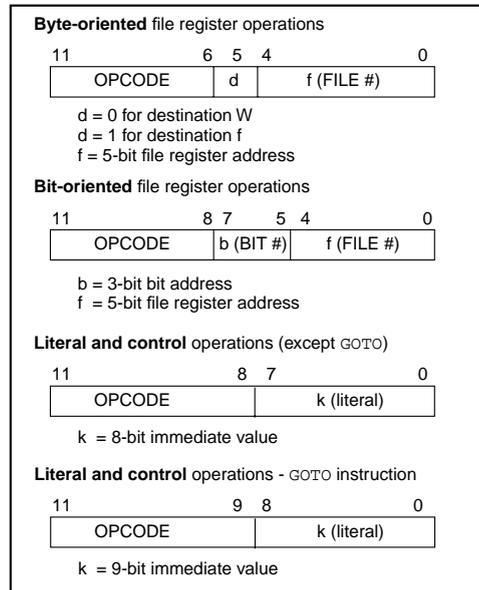 Byte-oriented file register operations
11 6 5 4 0
OPCODE d f (FILE #)
d = 0 for destination W
d = 1 for destination f
f = 5-bit file register address
Bit-oriented file register operations
11 8 7 5 4 0
OPCODE b (BIT #) f (FILE #)
b = 3-bit bit address
f = 5-bit file register address
Literal and control operations (except GOTO)
11 8 7 0
OPCODE k (literal)
k = 8-bit immediate value
Literal and control operations - GOTO instruction
11 9 8 0
OPCODE k (literal)
k = 9-bit immediate value